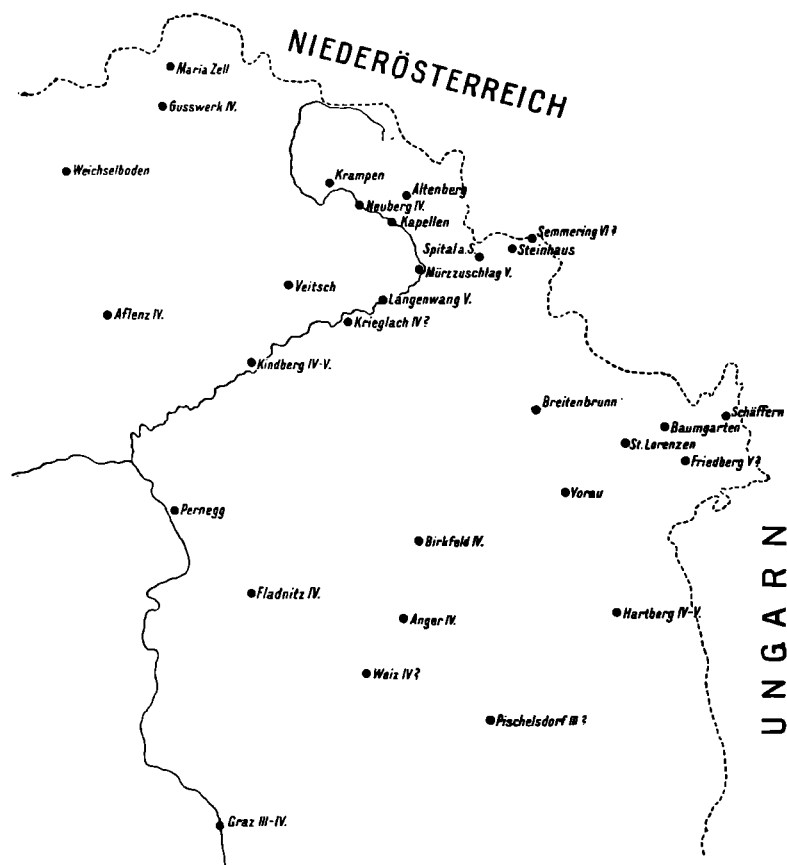 NIEDERÖSTERREICH
Maria Zell
Gusswerk IV.
Weichselboden
Krampen
Altenberg
Neuberg IV.
Kapellen
Semmering VI?
Spital a.S.
Steinhaus
Mürzzuschlag V.
Veitsch
Langenwang V.
Aflenz IV.
Krieglach IV?
Kindberg IV-V.
Breitenbrunn
Schäffern
Baumgarten
St. Lorenzen
Friedberg V?
Vorau
Pernegg
Birkfeld IV.
UNGARN
Fladnitz IV.
Anger IV.
Hartberg IV-V.
Weiz IV?
Pischelsdorf III?
Graz III-IV.